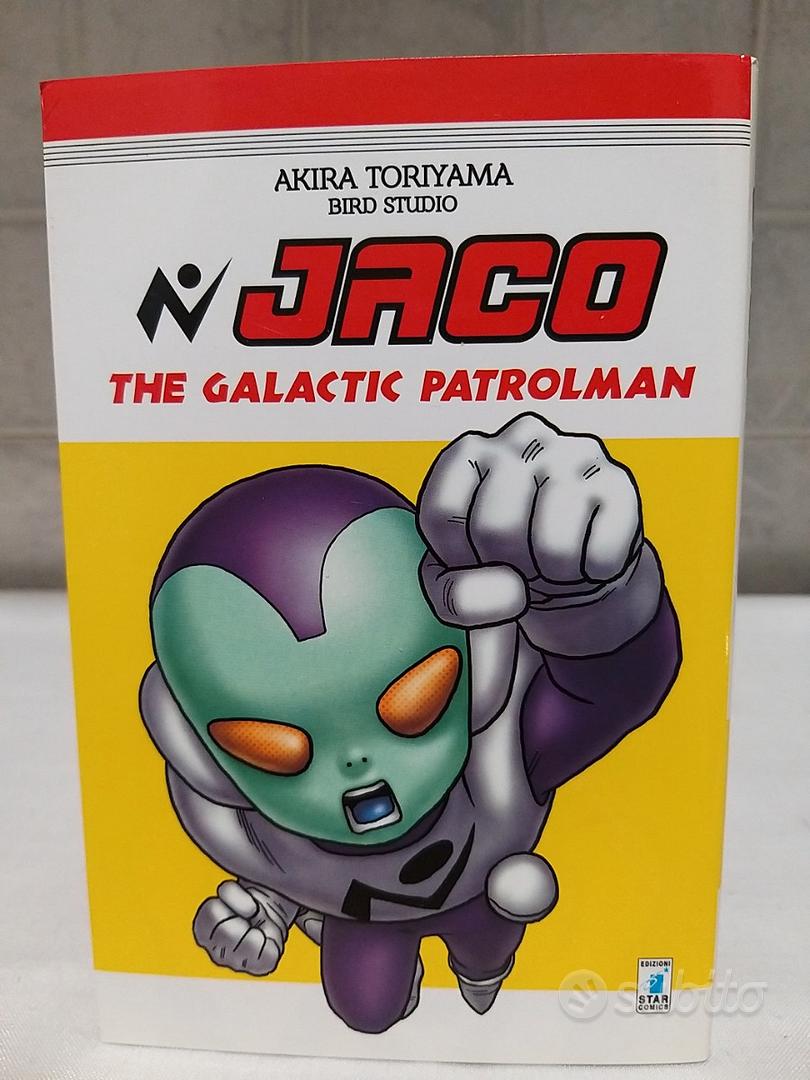 AKIRA TORIYAMA
BIRD STUDIO
JACO
THE GALACTIC PATROLMAN
EDIZIONI
STAR
COMICS
subito